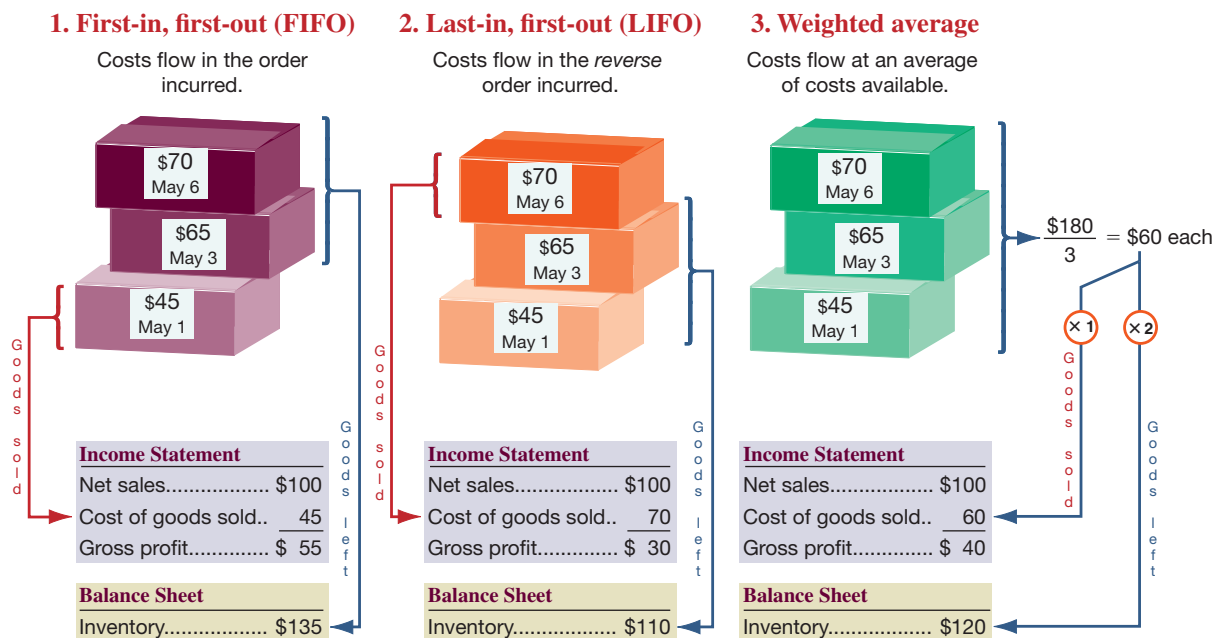 1. First-in, first-out (FIFO)
Costs flow in the order
incurred.
$70
May 6
$65
May 3
$45
May 1
Goods sold
Goods left
Income Statement
Net sales.................. $100
Cost of goods sold.. 45
Gross profit.............. $ 55
Balance Sheet
Inventory.................. $135
2. Last-in, first-out (LIFO)
Costs flow in the reverse
order incurred.
$70
May 6
$65
May 3
$45
May 1
Goods sold
Goods left
Income Statement
Net sales.................. $100
Cost of goods sold.. 70
Gross profit.............. $ 30
Balance Sheet
Inventory.................. $110
3. Weighted average
Costs flow at an average
of costs available.
$70
May 6
$65
May 3
$45
May 1
$180
3
= $60 each
× 1
× 2
Goods sold
Goods left
Income Statement
Net sales.................. $100
Cost of goods sold.. 60
Gross profit.............. $ 40
Balance Sheet
Inventory.................. $120